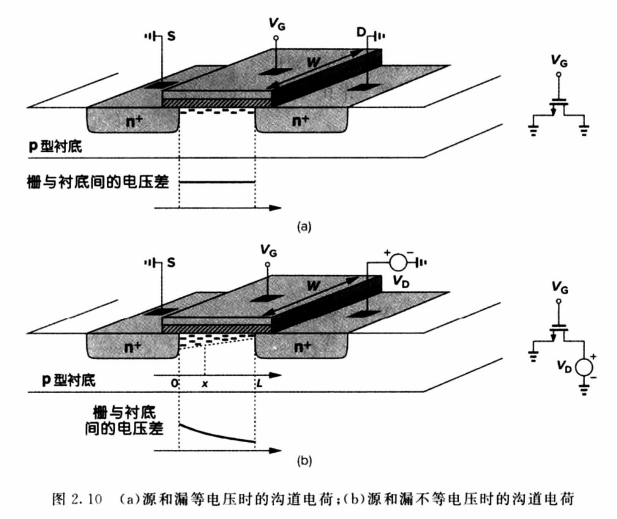 V_G
S
D
W
V_G
n+
n+
p型衬底
栅与衬底间的电压差
(a)
V_G
S
+
-
V_D
W
V_G
n+
n+
p型衬底
0
x
L
V_D
+
-
栅与衬底
间的电压差
(b)
图 2.10 (a)源和漏等电压时的沟道电荷;(b)源和漏不等电压时的沟道电荷